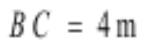 BC = 4m